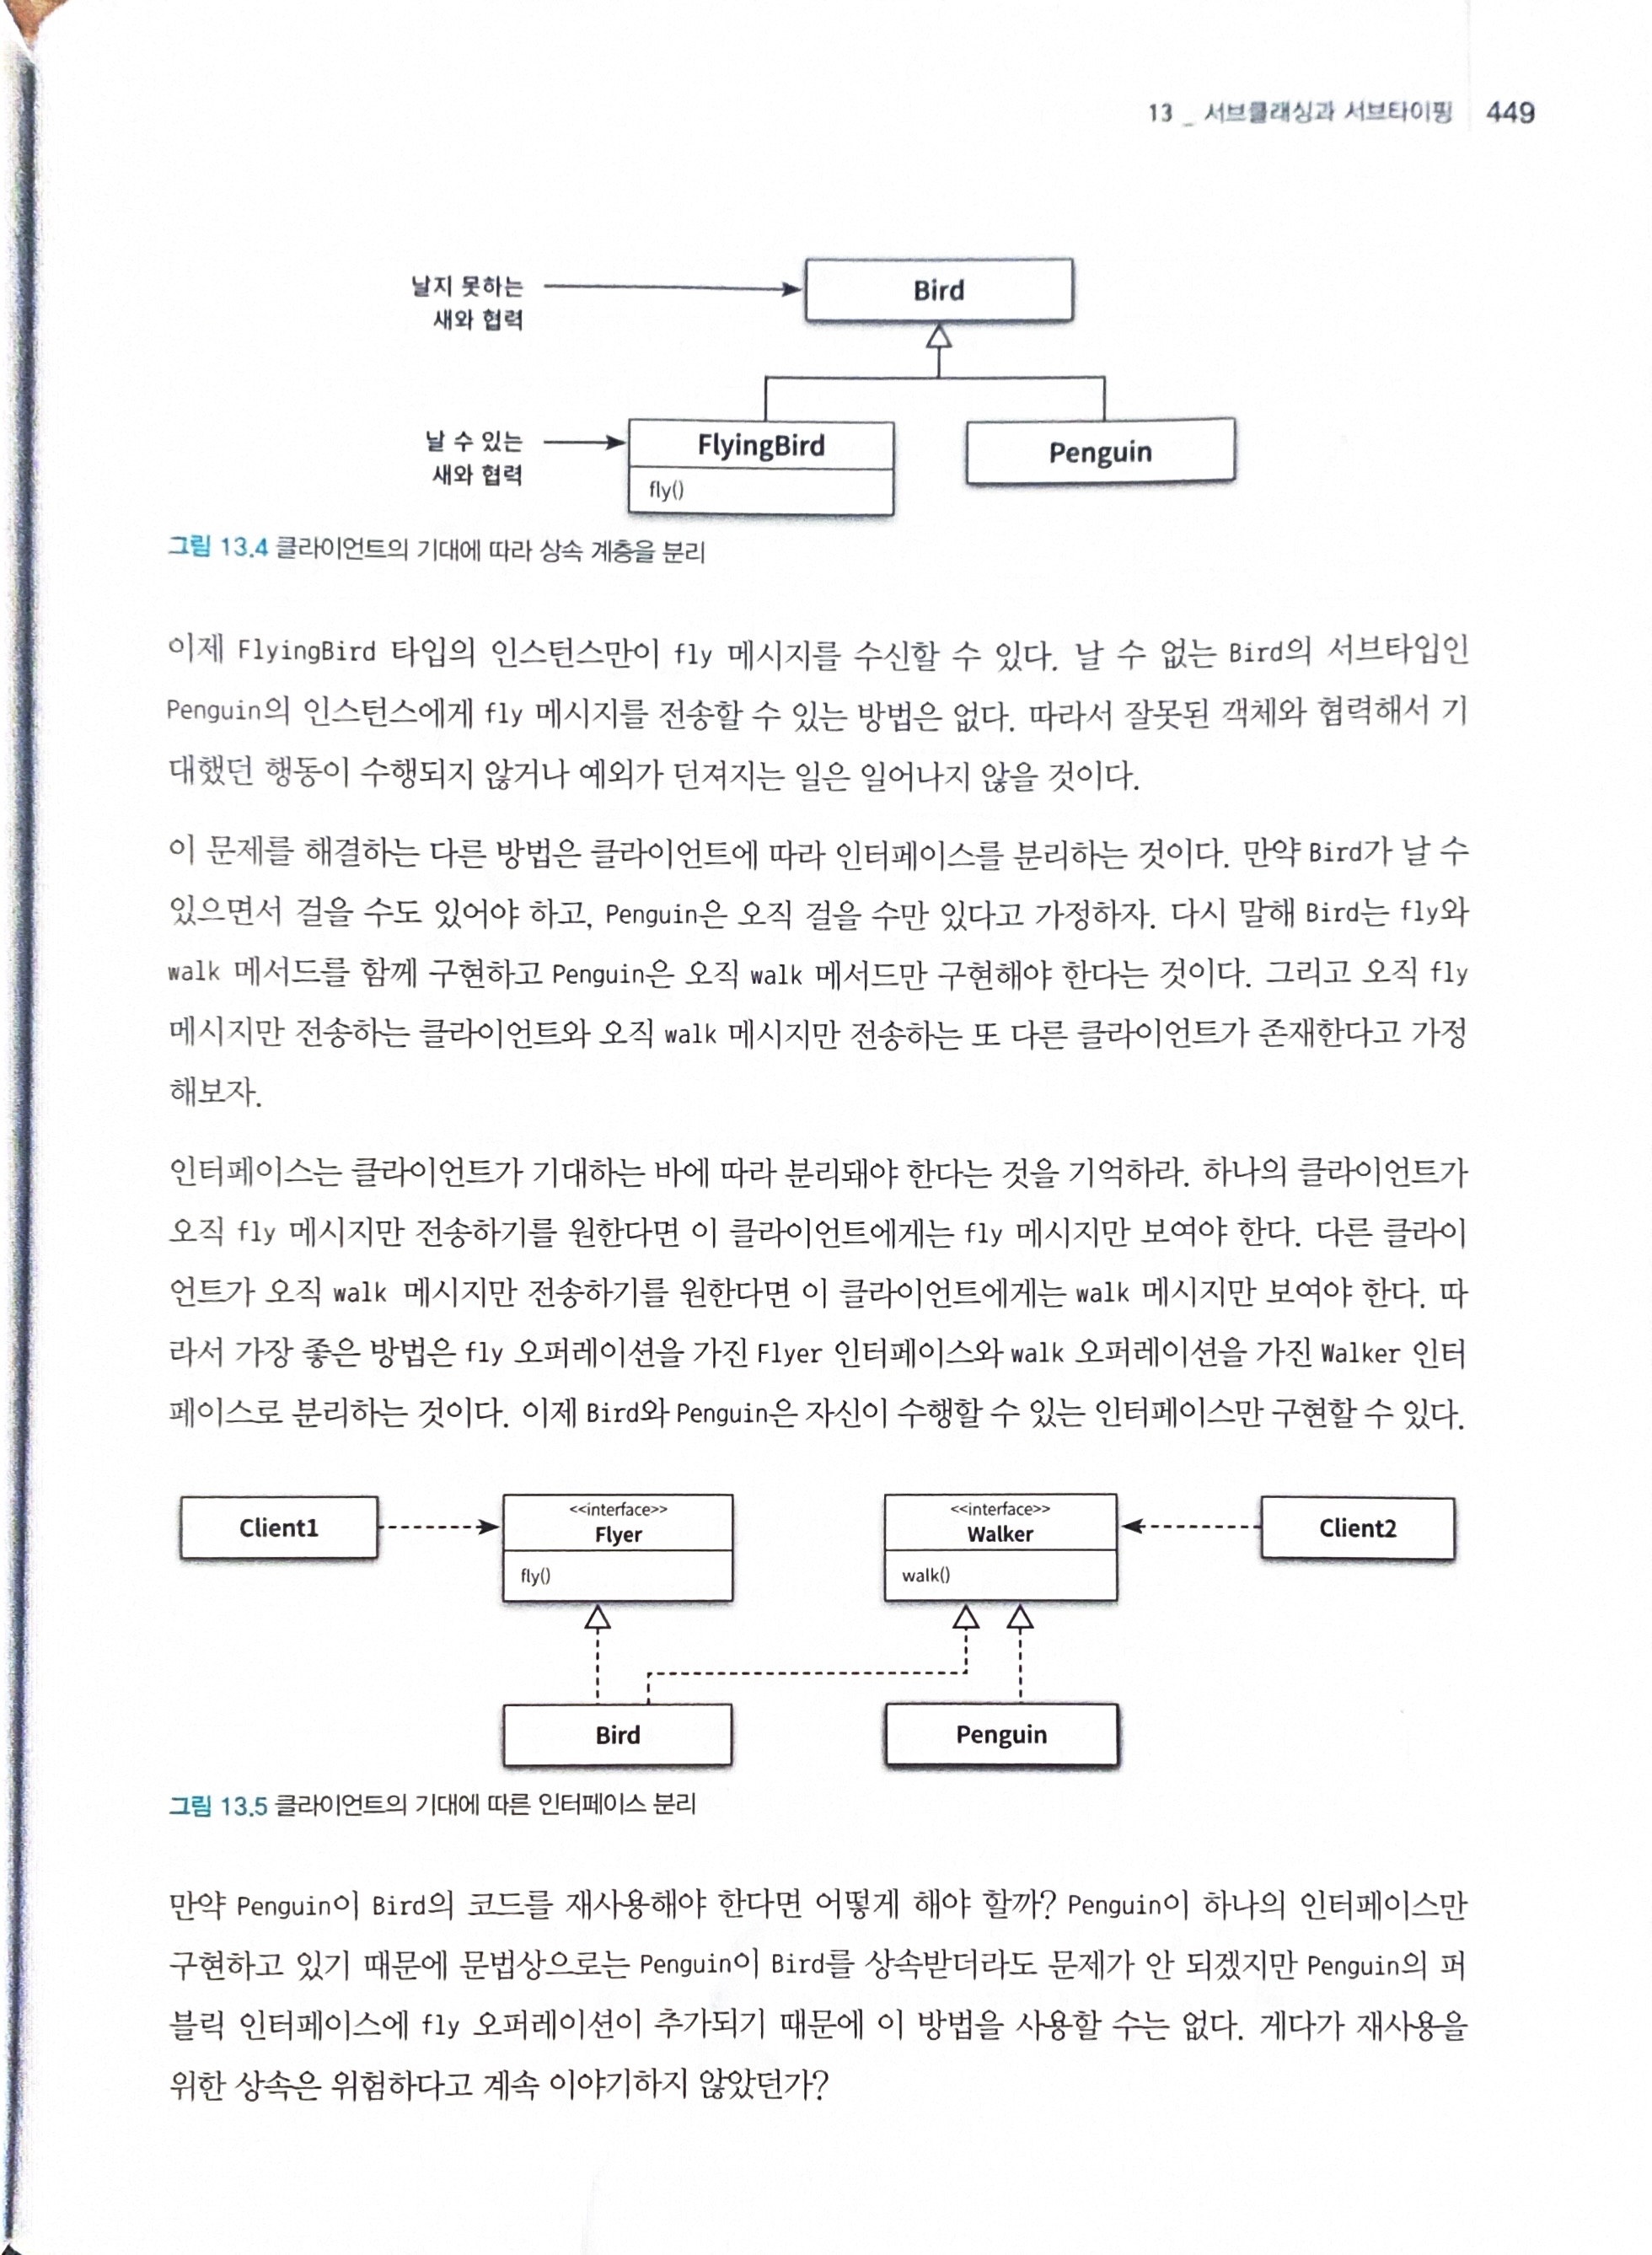 13 _ 서브클래싱과 서브타이핑 449
날지 못하는
새와 협력
Bird
날 수 있는
새와 협력
FlyingBird
fly()
Penguin
그림 13.4 클라이언트의 기대에 따라 상속 계층을 분리
이제 FlyingBird 타입의 인스턴스만이 fly 메시지를 수신할 수 있다. 날 수 없는 Bird의 서브타입인
Penguin의 인스턴스에게 fly 메시지를 전송할 수 있는 방법은 없다. 따라서 잘못된 객체와 협력해서 기
대했던 행동이 수행되지 않거나 예외가 던져지는 일은 일어나지 않을 것이다.
이 문제를 해결하는 다른 방법은 클라이언트에 따라 인터페이스를 분리하는 것이다. 만약 Bird가 날 수
있으면서 걸을 수도 있어야 하고, Penguin은 오직 걸을 수만 있다고 가정하자. 다시 말해 Bird는 fly와
walk 메서드를 함께 구현하고 Penguin은 오직 walk 메서드만 구현해야 한다는 것이다. 그리고 오직 fly
메시지만 전송하는 클라이언트와 오직 walk 메시지만 전송하는 또 다른 클라이언트가 존재한다고 가정
해보자.
인터페이스는 클라이언트가 기대하는 바에 따라 분리돼야 한다는 것을 기억하라. 하나의 클라이언트가
오직 fly 메시지만 전송하기를 원한다면 이 클라이언트에게는 fly 메시지만 보여야 한다. 다른 클라이
언트가 오직 walk 메시지만 전송하기를 원한다면 이 클라이언트에게는 walk 메시지만 보여야 한다. 따
라서 가장 좋은 방법은 fly 오퍼레이션을 가진 Flyer 인터페이스와 walk 오퍼레이션을 가진 Walker 인터
페이스로 분리하는 것이다. 이제 Bird와 Penguin은 자신이 수행할 수 있는 인터페이스만 구현할 수 있다.
Client1
<<interface>>
Flyer
fly()
<<interface>>
Walker
walk()
Client2
Bird
Penguin
그림 13.5 클라이언트의 기대에 따른 인터페이스 분리
만약 Penguin이 Bird의 코드를 재사용해야 한다면 어떻게 해야 할까? Penguin이 하나의 인터페이스만
구현하고 있기 때문에 문법상으로는 Penguin이 Bird를 상속받더라도 문제가 안 되겠지만 Penguin의 퍼
블릭 인터페이스에 fly 오퍼레이션이 추가되기 때문에 이 방법을 사용할 수는 없다. 게다가 재사용을
위한 상속은 위험하다고 계속 이야기하지 않았던가?